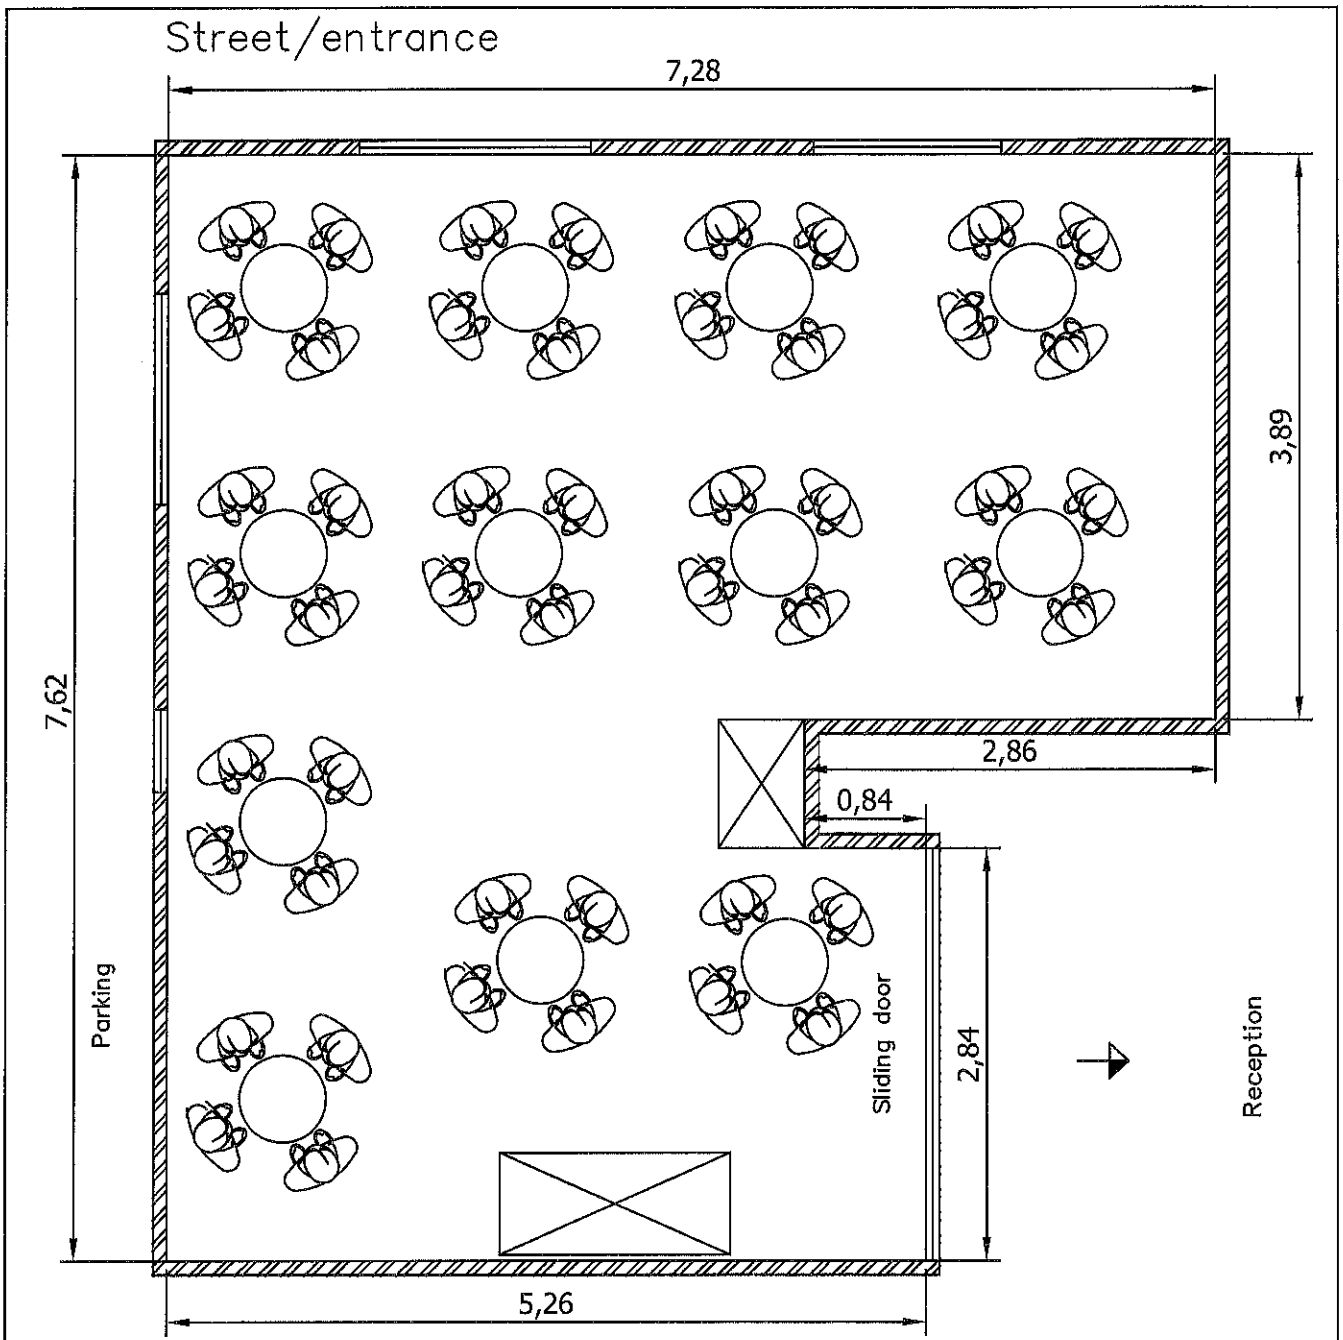 Street/entrance
7,28
3,89
7,62
2,86
0,84
Parking
Sliding door
2,84
Reception
5,26